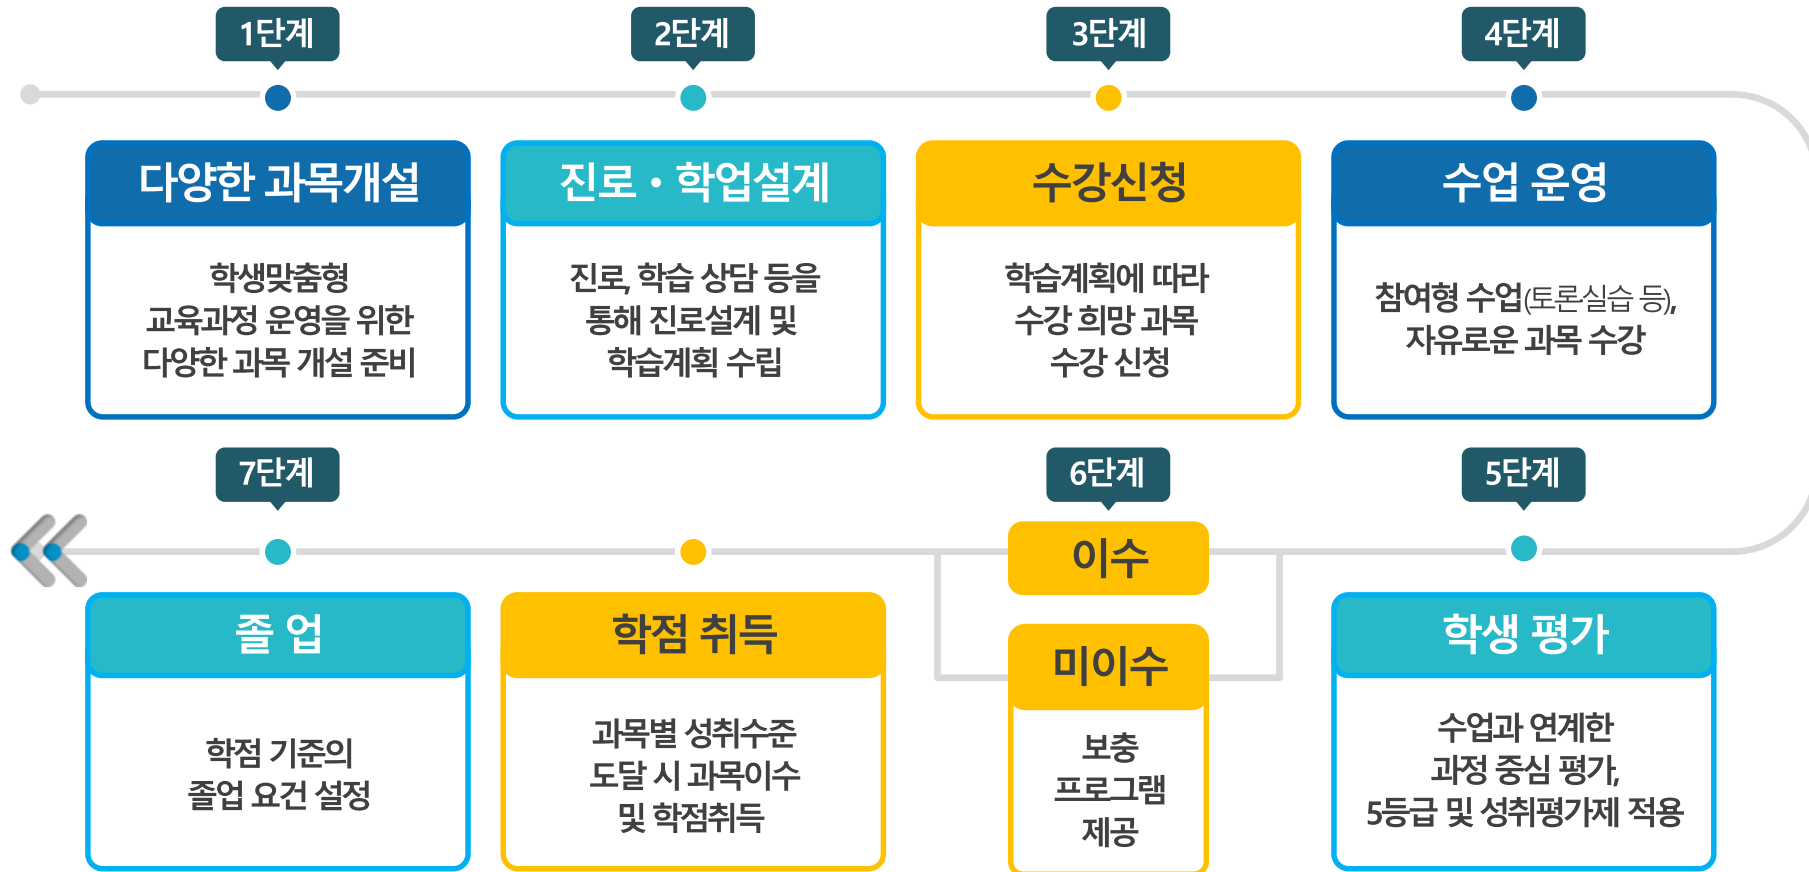 1단계
다양한 과목개설
학생맞춤형
교육과정 운영을 위한
다양한 과목 개설 준비
2단계
진로・학업설계
진로, 학습 상담 등을
통해 진로설계 및
학습계획 수립
3단계
수강신청
학습계획에 따라
수강 희망 과목
수강 신청
4단계
수업 운영
참여형 수업(토론·실습 등),
자유로운 과목 수강
5단계
학생 평가
수업과 연계한
과정 중심 평가,
5등급 및 성취평가제 적용
6단계
이수
미이수
보충
프로그램
제공
학점 취득
과목별 성취수준
도달 시 과목이수
및 학점취득
7단계
졸 업
학점 기준의
졸업 요건 설정